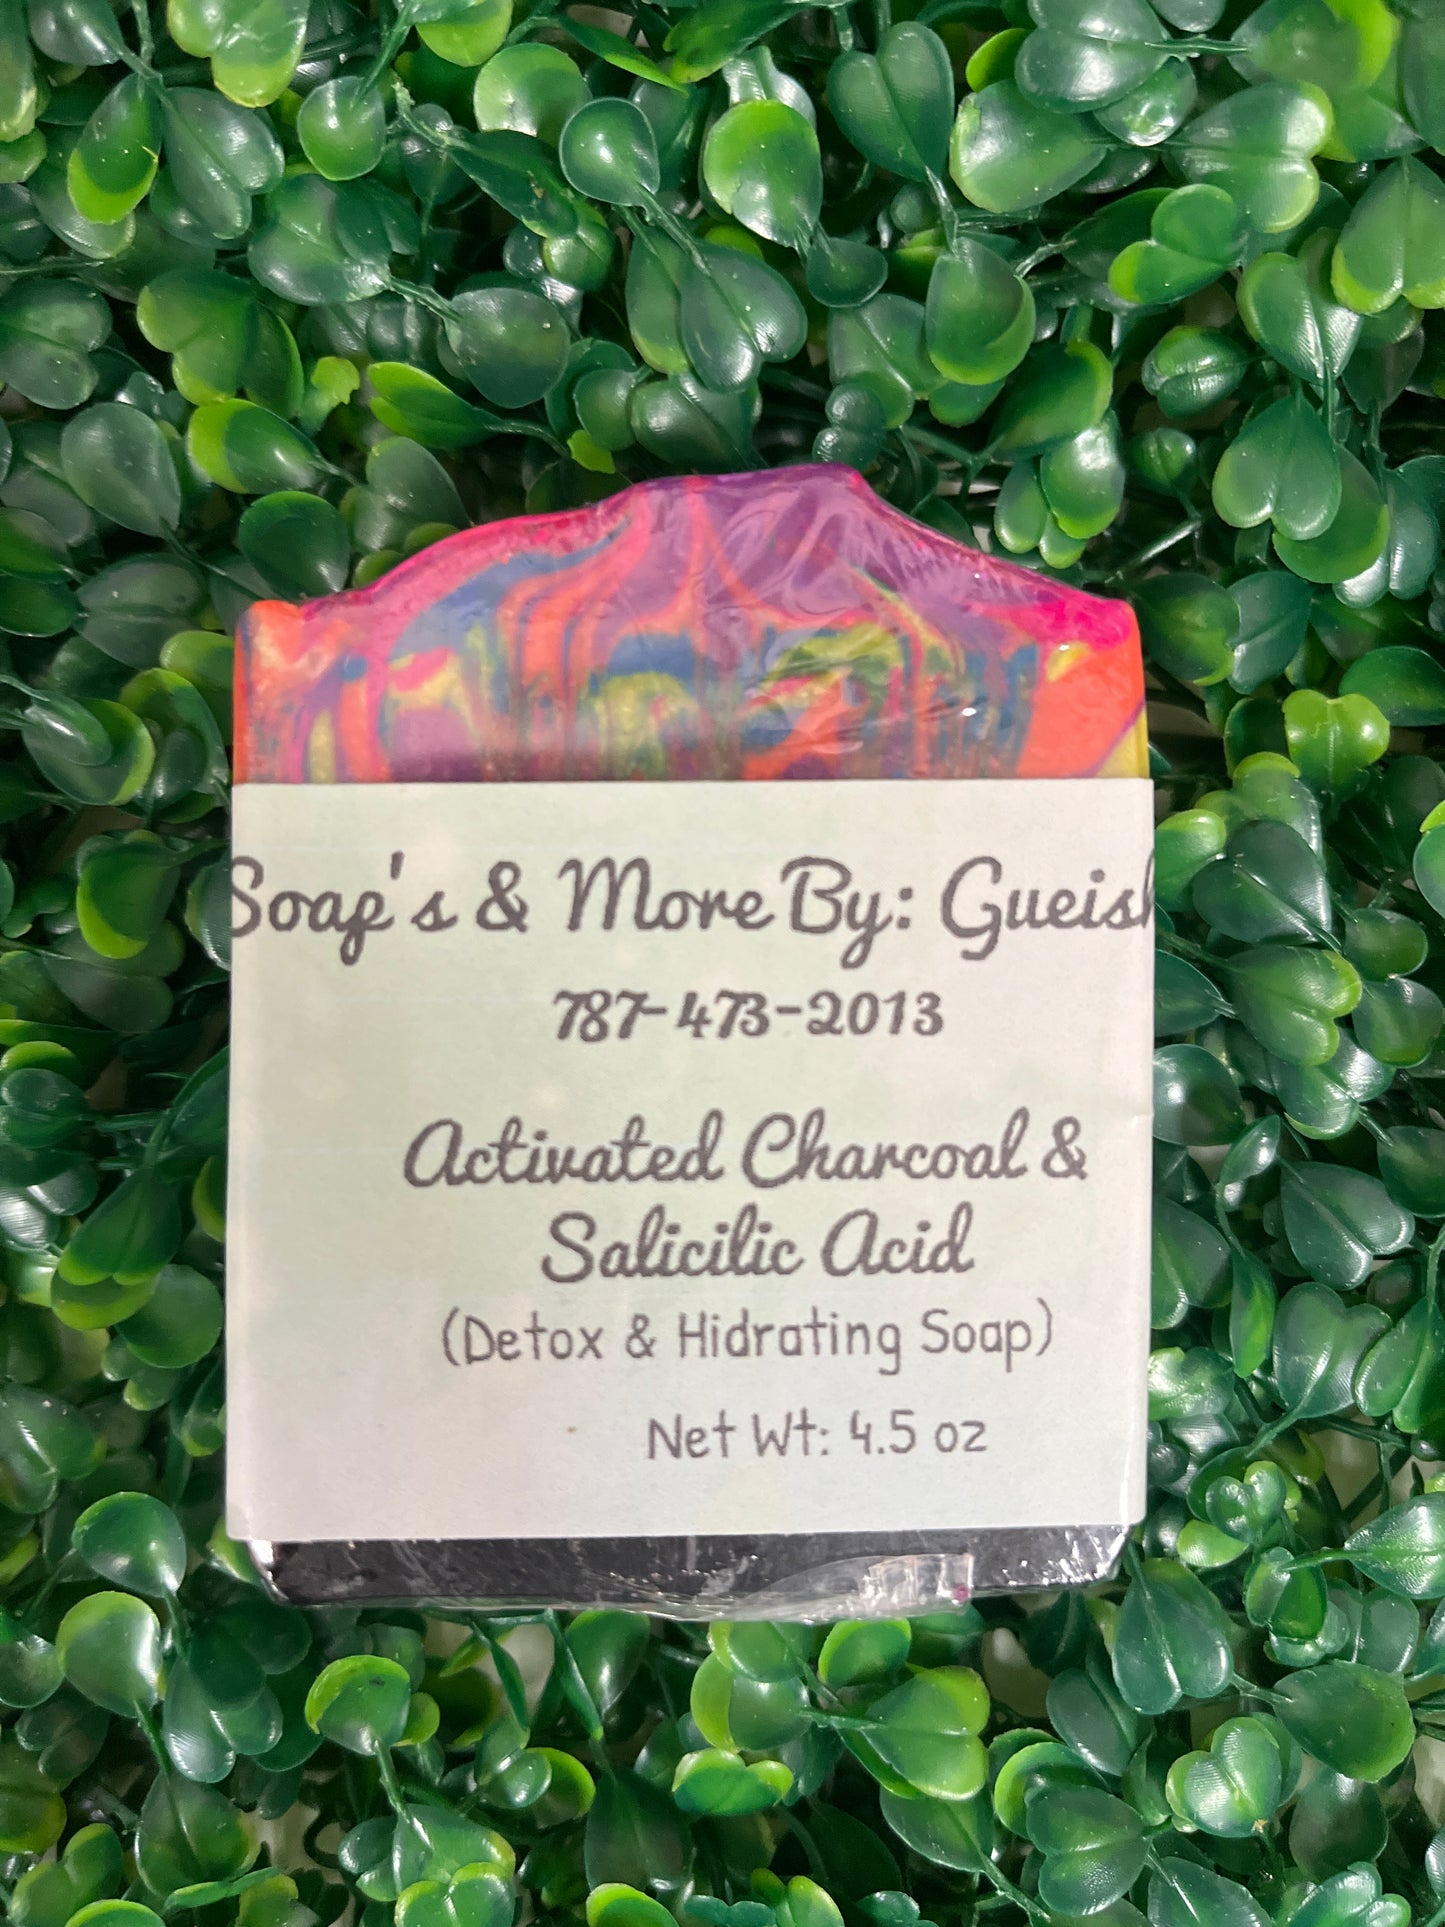 Soap's & More By: Gueish
787-473-2013
Activated Charcoal &
Salicilic Acid
(Detox & Hidrating Soap)
Net Wt: 4.5 oz